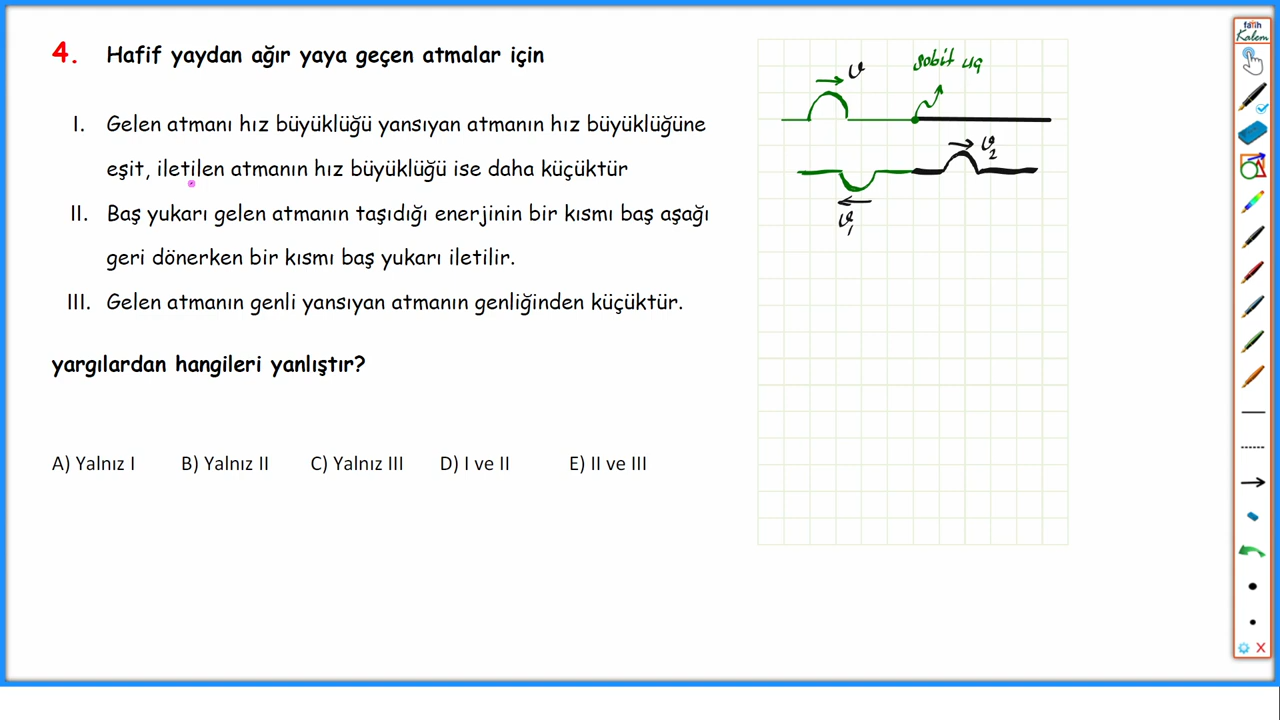 4. Hafif yaydan ağır yaya geçen atmalar için
I. Gelen atmanı hız büyüklüğü yansıyan atmanın hız büyüklüğüne
eşit, iletilen atmanın hız büyüklüğü ise daha küçüktür
II. Baş yukarı gelen atmanın taşıdığı enerjinin bir kısmı baş aşağı
geri dönerken bir kısmı baş yukarı iletilir.
III. Gelen atmanın genli yansıyan atmanın genliğinden küçüktür.
yargılardan hangileri yanlıştır?
A) Yalnız I B) Yalnız II C) Yalnız III D) I ve II E) II ve III
sabit uç
v
v2
v1
fatih
Kalem